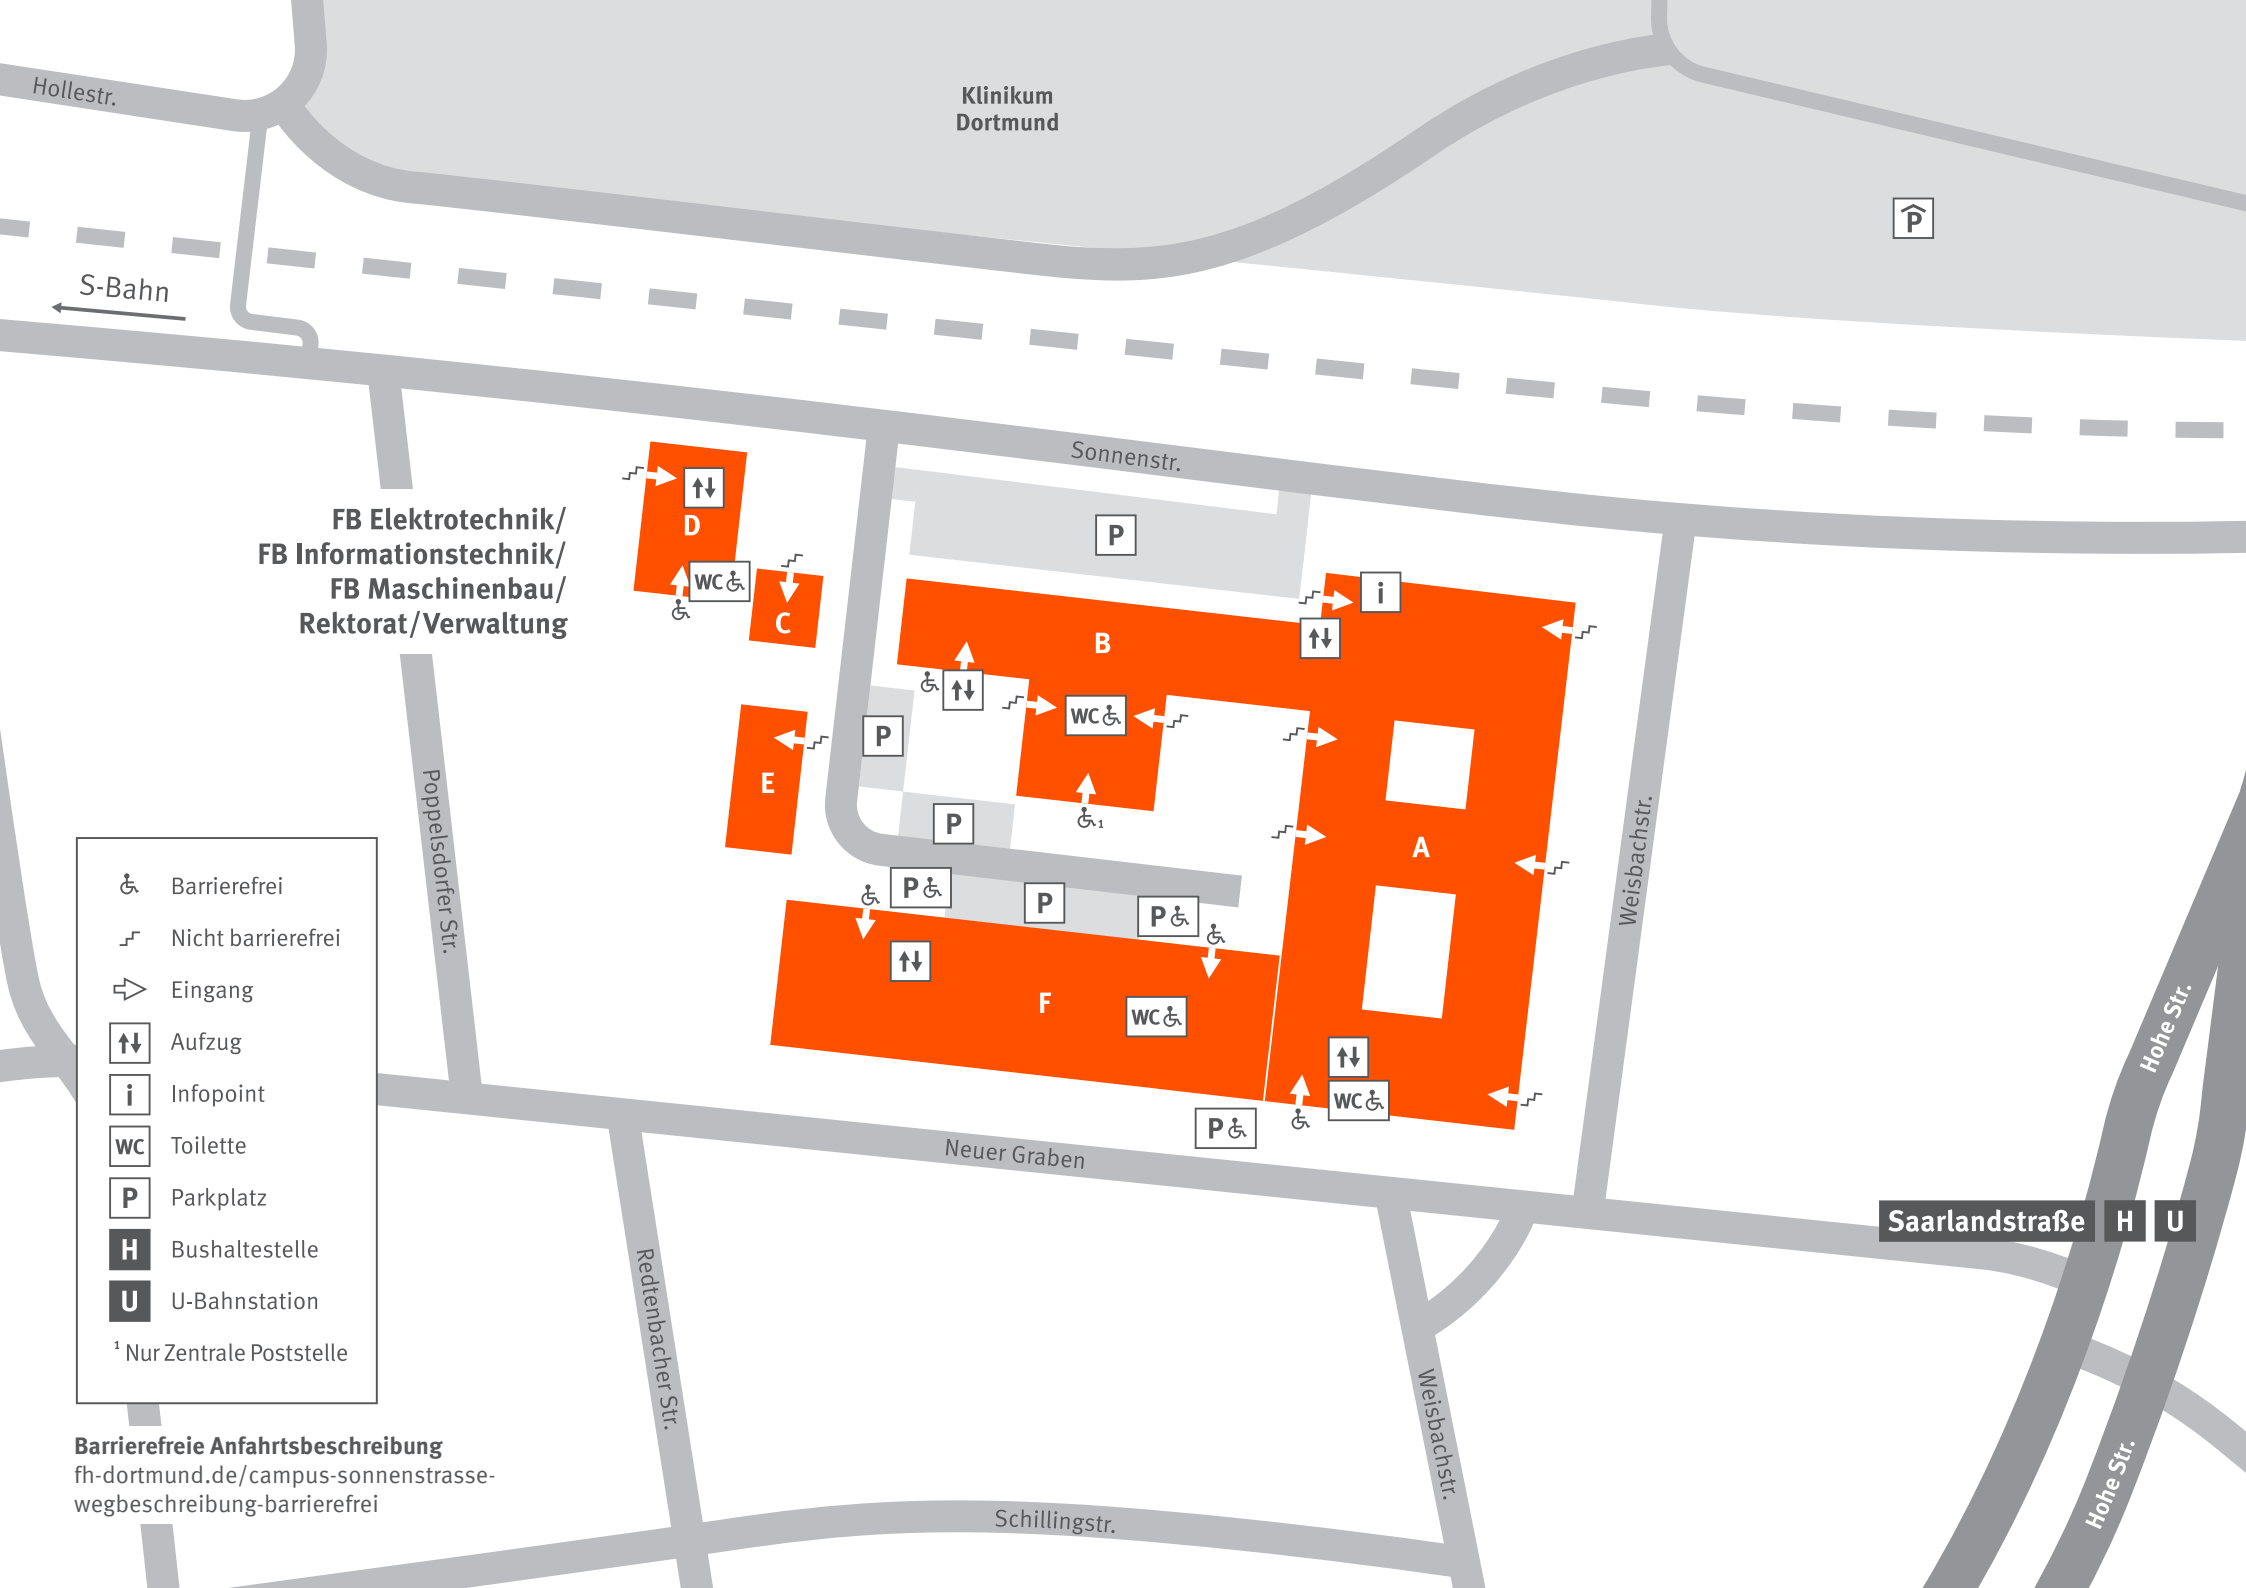 Hollestr.
Klinikum
Dortmund
P
S-Bahn
Sonnenstr.
FB Elektrotechnik/
FB Informationstechnik/
FB Maschinenbau/
Rektorat/Verwaltung
D
WC
C
P
i
B
WC
P
E
P
A
P
P
P
F
WC
WC
P
1
Poppelsdorfer Str.
Weisbachstr.
Neuer Graben
Hohe Str.
Saarlandstraße H U
Redtenbacher Str.
Weisbachstr.
Hohe Str.
Schillingstr.
Barrierefrei
Nicht barrierefrei
Eingang
Aufzug
i Infopoint
WC Toilette
P Parkplatz
H Bushaltestelle
U U-Bahnstation
¹ Nur Zentrale Poststelle
Barrierefreie Anfahrtsbeschreibung
fh-dortmund.de/campus-sonnenstrasse-
wegbeschreibung-barrierefrei